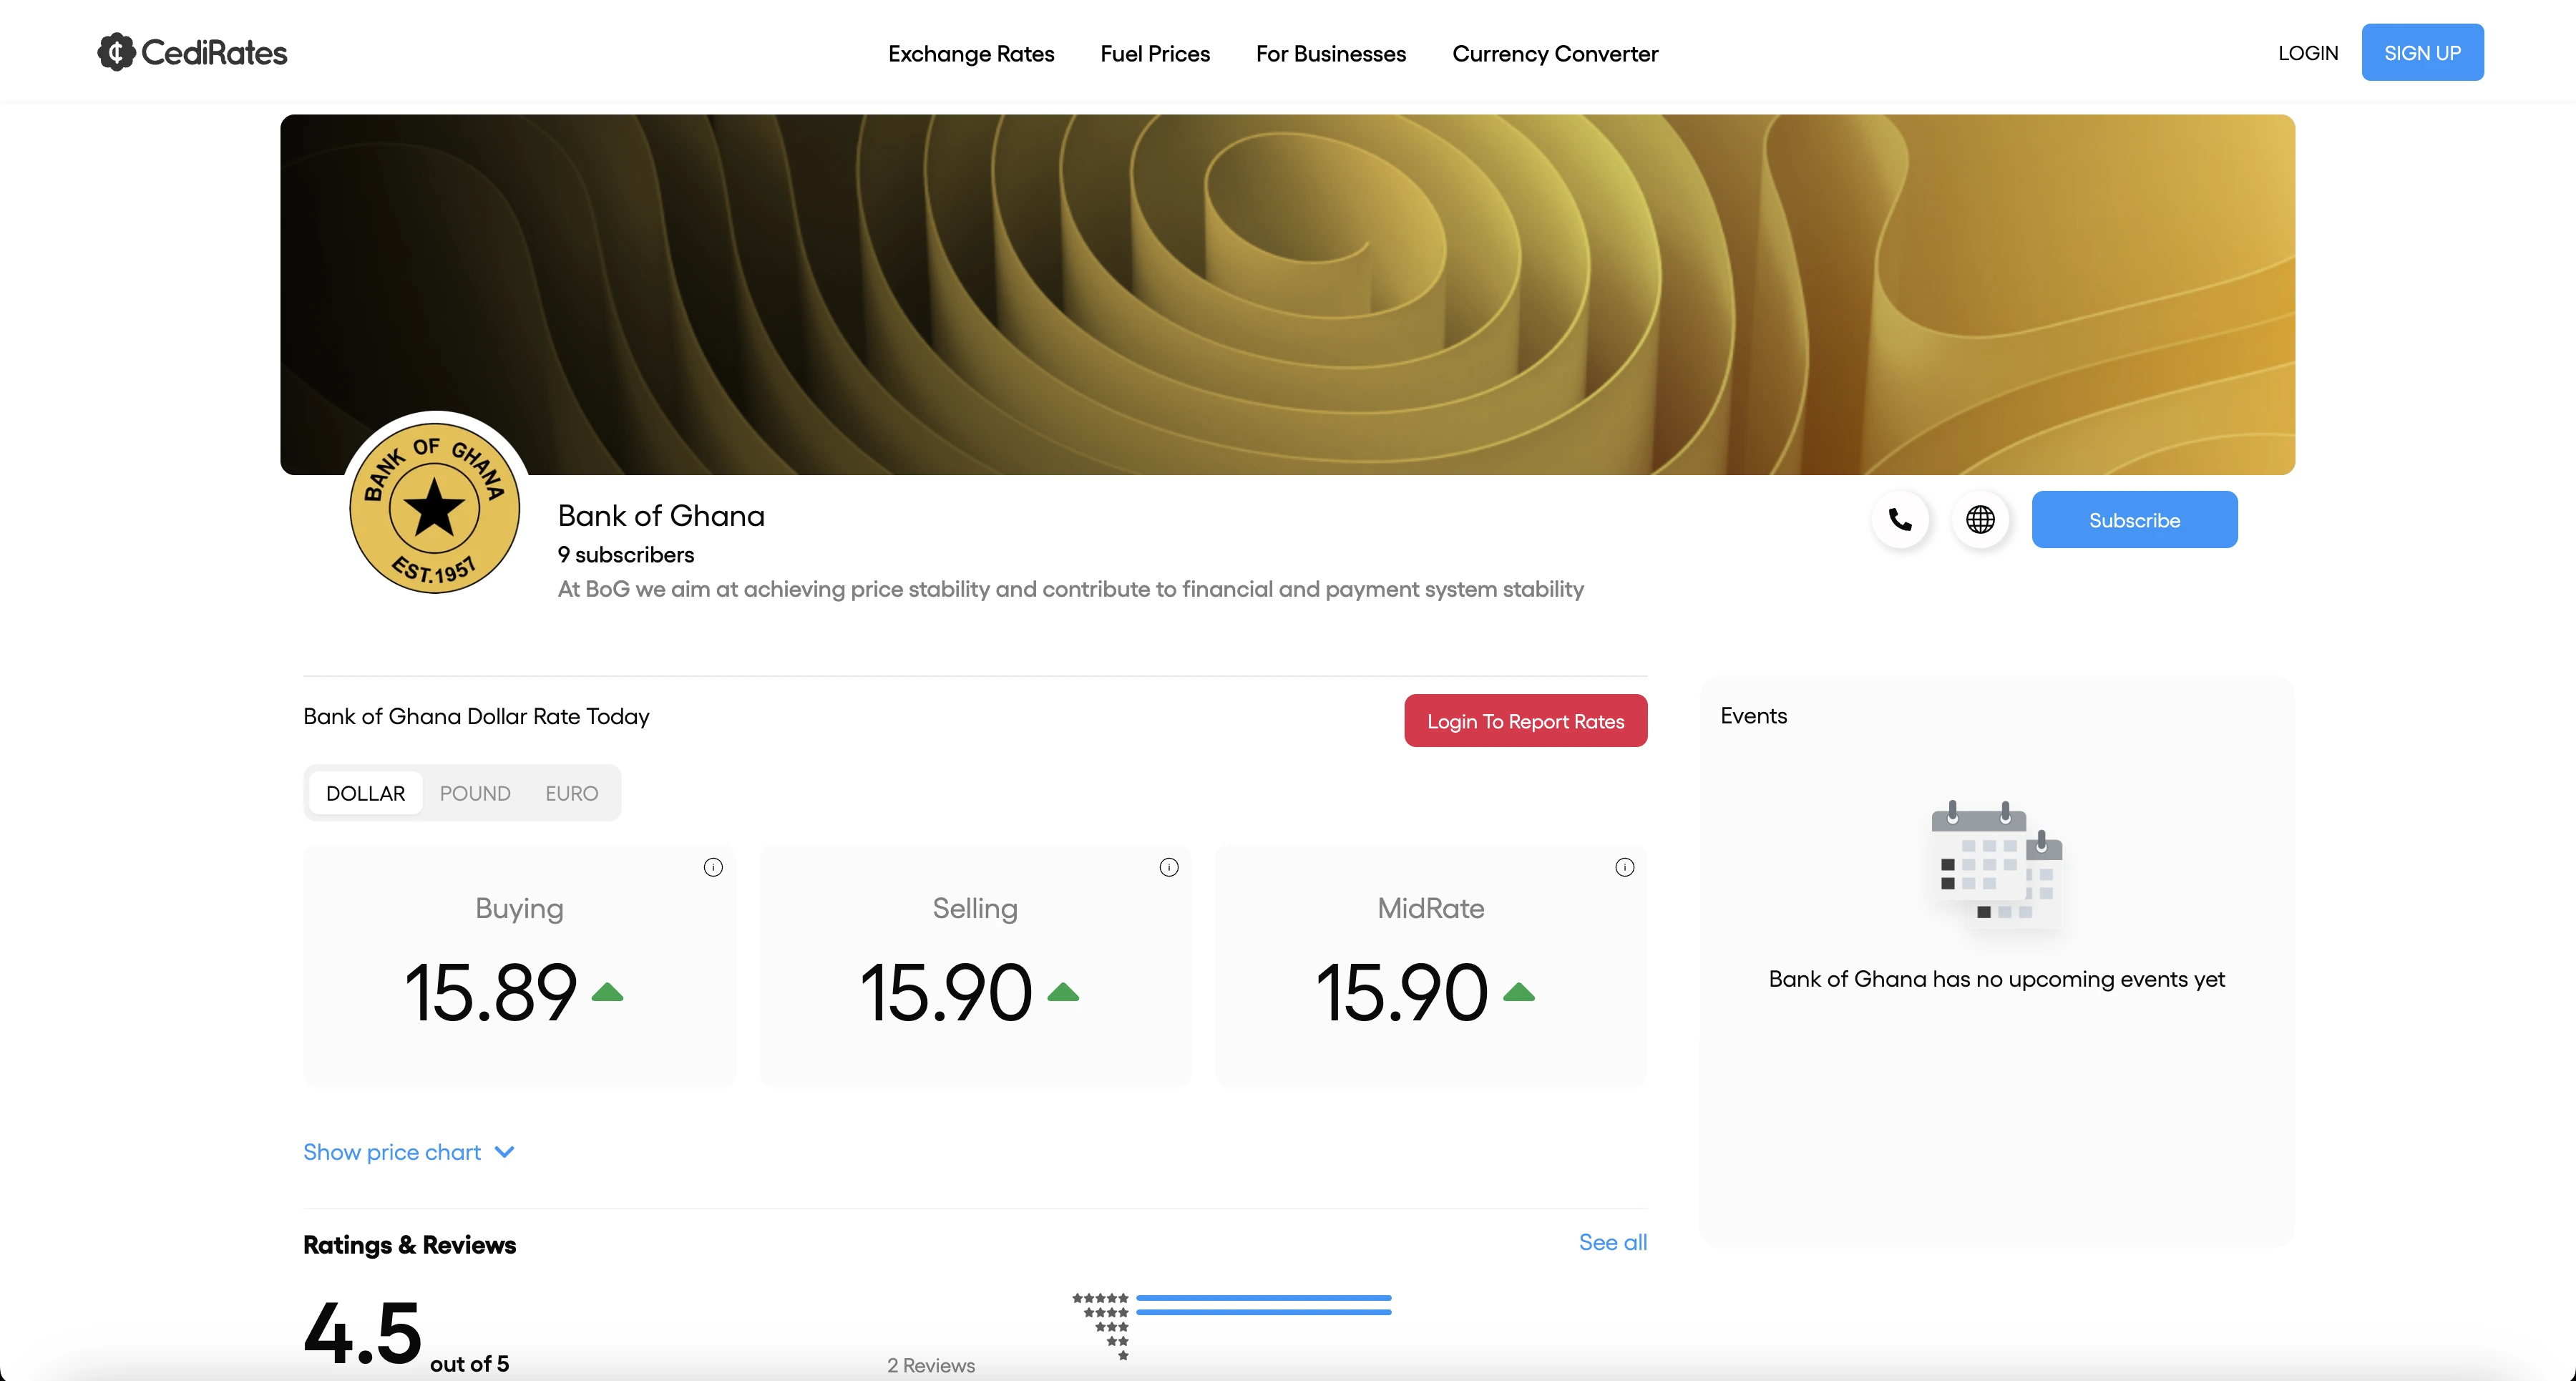 CediRates
Exchange Rates
Fuel Prices
For Businesses
Currency Converter
LOGIN
SIGN UP
BANK OF GHANA
EST.1957
Bank of Ghana
9 subscribers
At BoG we aim at achieving price stability and contribute to financial and payment system stability
Subscribe
Bank of Ghana Dollar Rate Today
Login To Report Rates
DOLLAR
POUND
EURO
Buying
15.89
Selling
15.90
MidRate
15.90
Show price chart
Events
Bank of Ghana has no upcoming events yet
Ratings & Reviews
See all
4.5 out of 5
2 Reviews